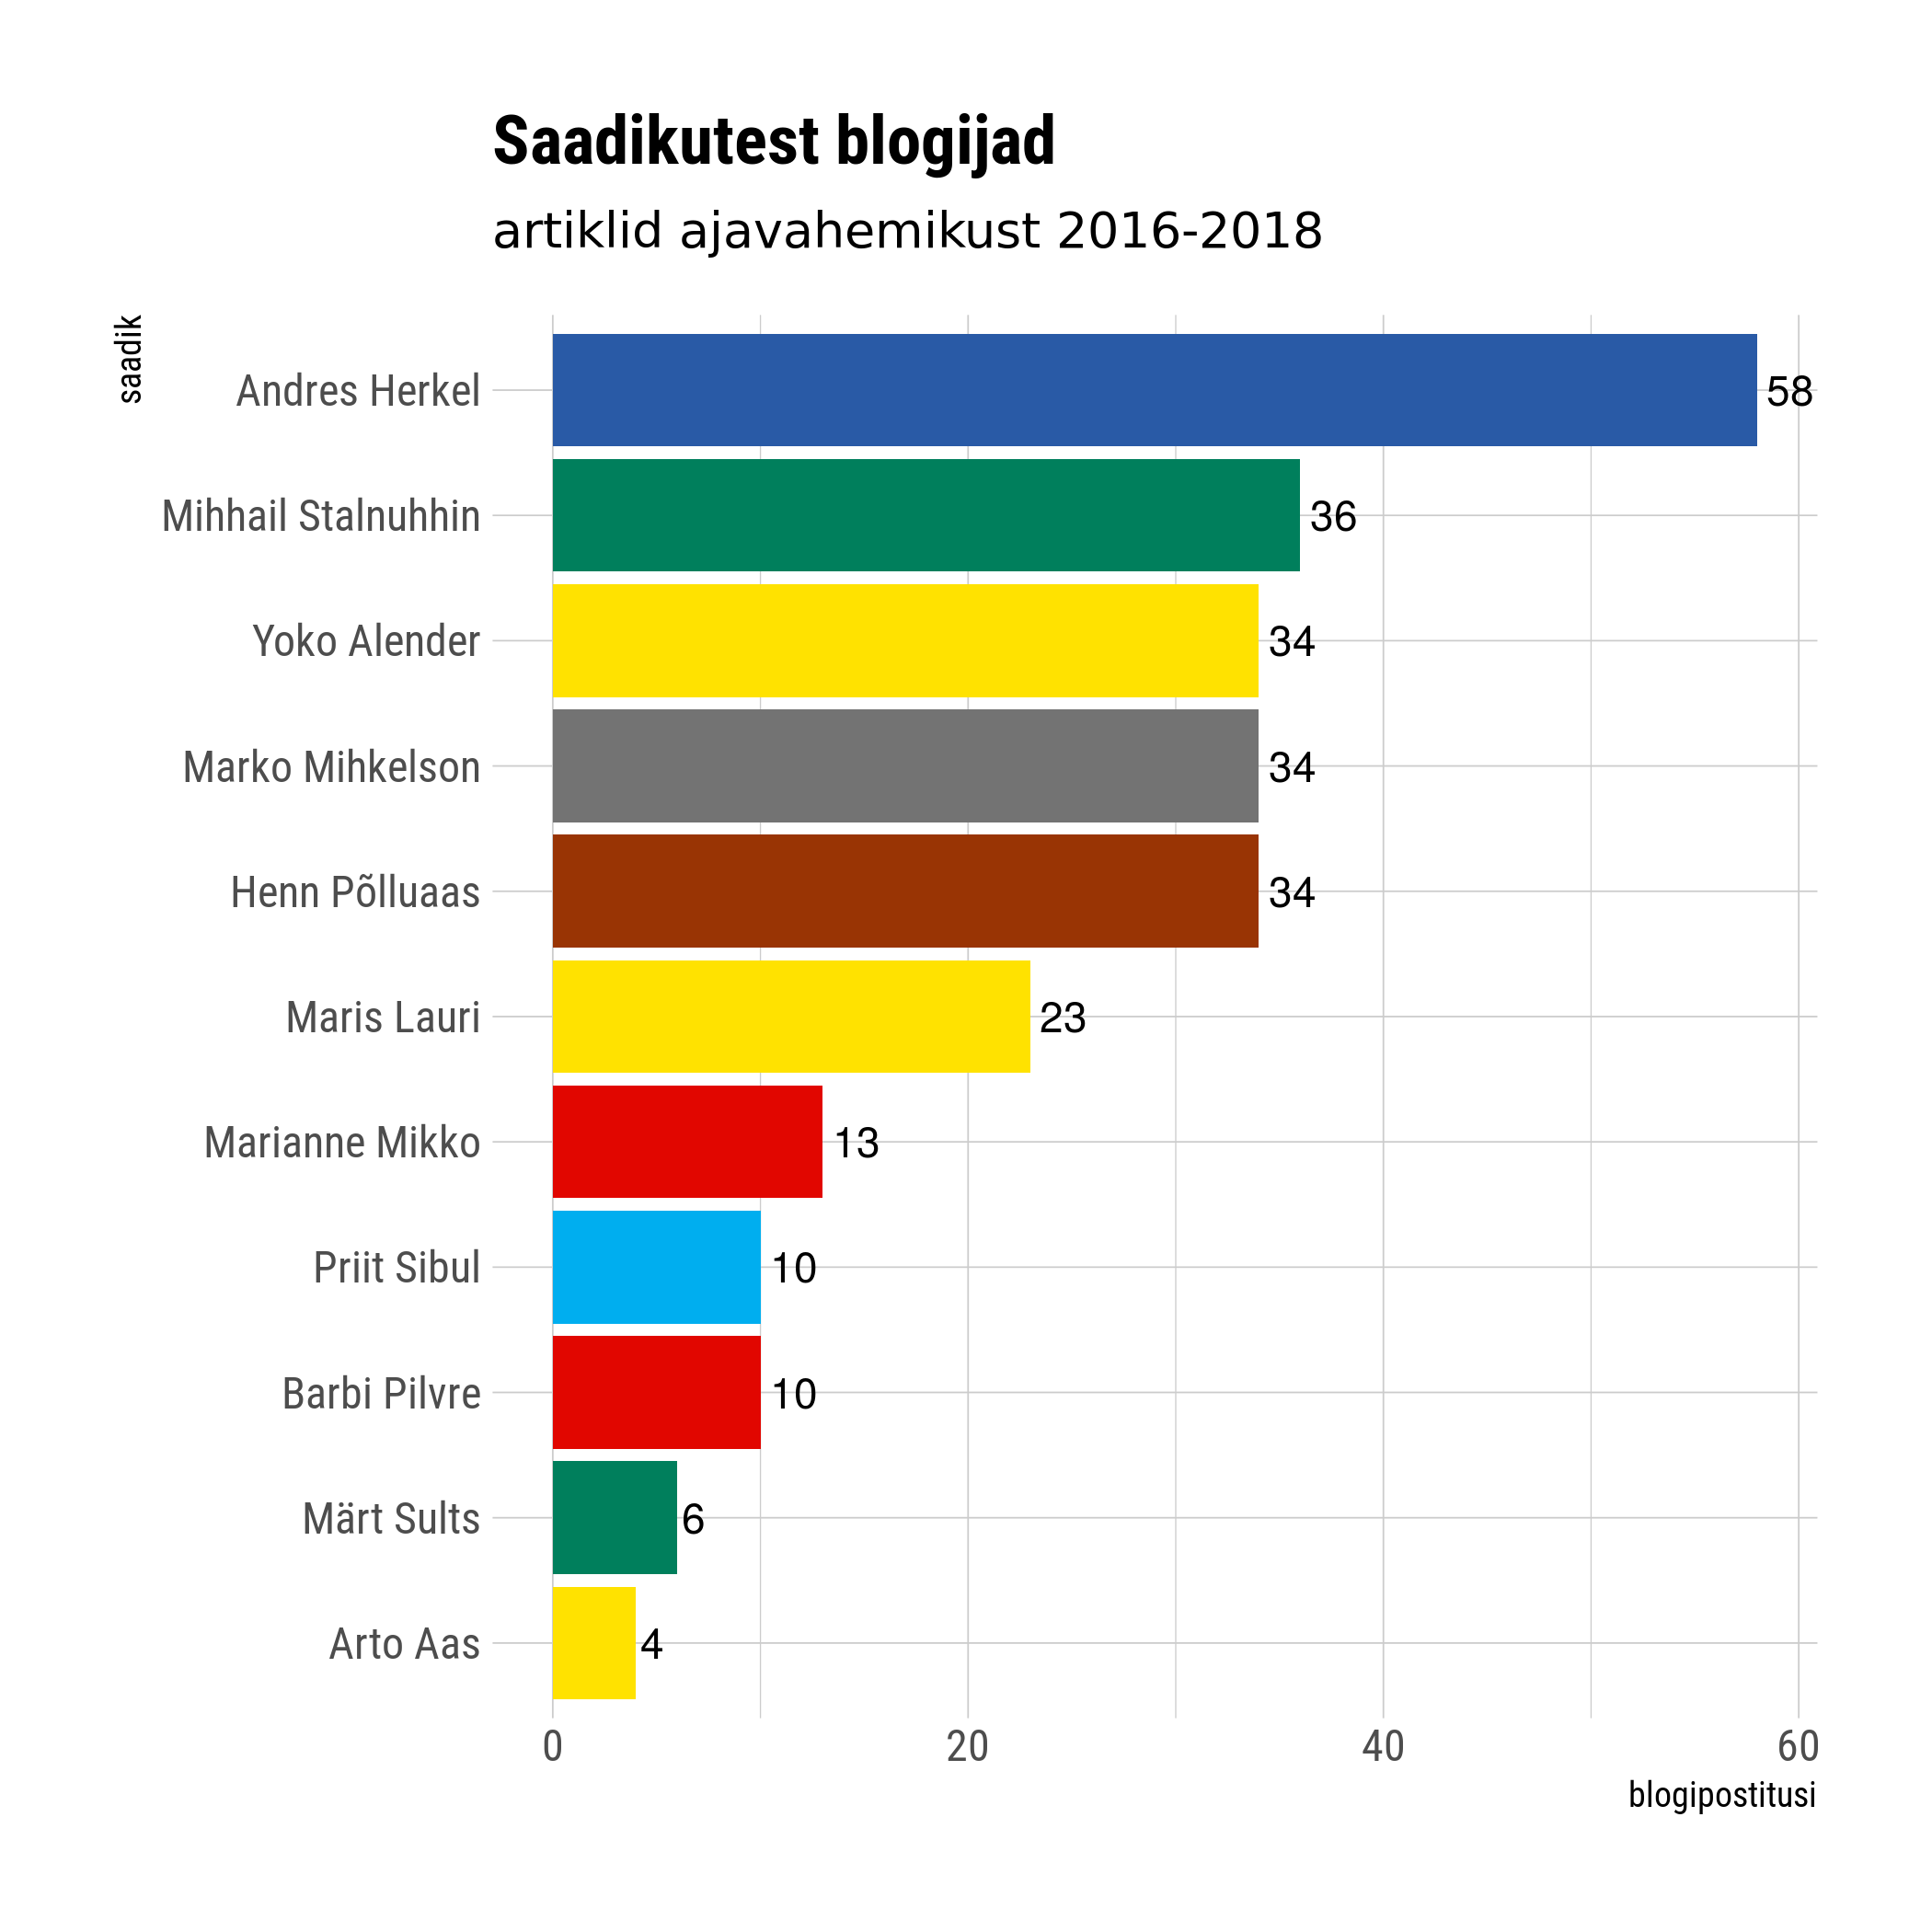 Saadikutest blogijad
artiklid ajavahemikust 2016-2018
saadik
Andres Herkel 58
Mihhail Stalnuhhin 36
Yoko Alender 34
Marko Mihkelson 34
Henn Põlluaas 34
Maris Lauri 23
Marianne Mikko 13
Priit Sibul 10
Barbi Pilvre 10
Märt Sults 6
Arto Aas 4
0 20 40 60
blogipostitusi